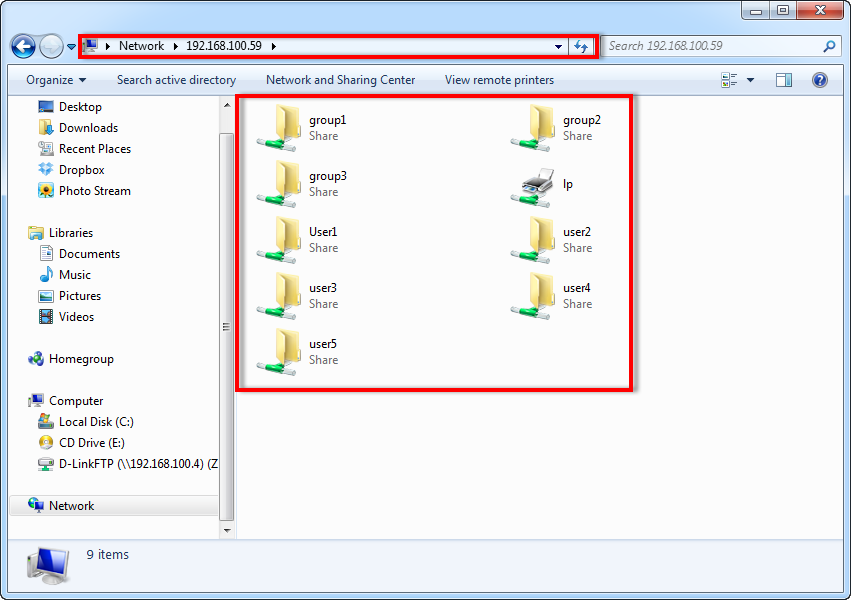 Network 192.168.100.59
Search 192.168.100.59
Organize Search active directory Network and Sharing Center View remote printers
Desktop
Downloads
Recent Places
Dropbox
Photo Stream
Libraries
Documents
Music
Pictures
Videos
Homegroup
Computer
Local Disk (C:)
CD Drive (E:)
D-LinkFTP (\\192.168.100.4) (Z
Network
group1
Share
group2
Share
group3
Share
lp
User1
Share
user2
Share
user3
Share
user4
Share
user5
Share
9 items